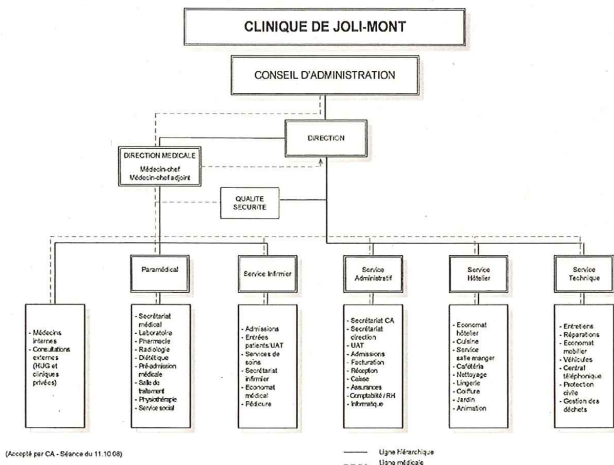 CLINIQUE DE JOLI-MONT
CONSEIL D'ADMINISTRATION
DIRECTION
DIRECTION MEDICALE
Médecin-chef
Médecin-chef adjoint
QUALITE
SECURITE
Paramédical
Service Infirmier
Service
Administratif
Service
Hôtelier
Service
Technique
- Médecins
internes
- Consultations
externes
(HUG et
cliniques
privées)
- Secrétariat
médical
- Laboratoire
- Pharmacie
- Radiologie
- Diététique
- Pré-admission
médicale
- Salle de
traitement
- Physiothérapie
- Service social
- Admissions
- Entrées
patients UAT
- Services de
soins
- Secrétariat
infirmier
- Economat
médical
- Pédicure
- Secrétariat CA
- Secrétariat
direction
- UAT
- Admissions
- Facturation
- Réception
- Caisse
- Assurances
- Comptabilité / RH
- Informatique
- Economat
hôtelier
- Cuisine
- Service
salle manger
- Cafétéria
- Nettoyage
- Lingerie
- Coiffure
- Jardin
- Animation
- Entretiens
- Réparations
- Economat
mobilier
- Véhicules
- Central
téléphonique
- Protection
civile
- Gestion des
déchets
(Accepté par CA - Séance du 11.10.08)
Ligne hiérarchique
Ligne médicale